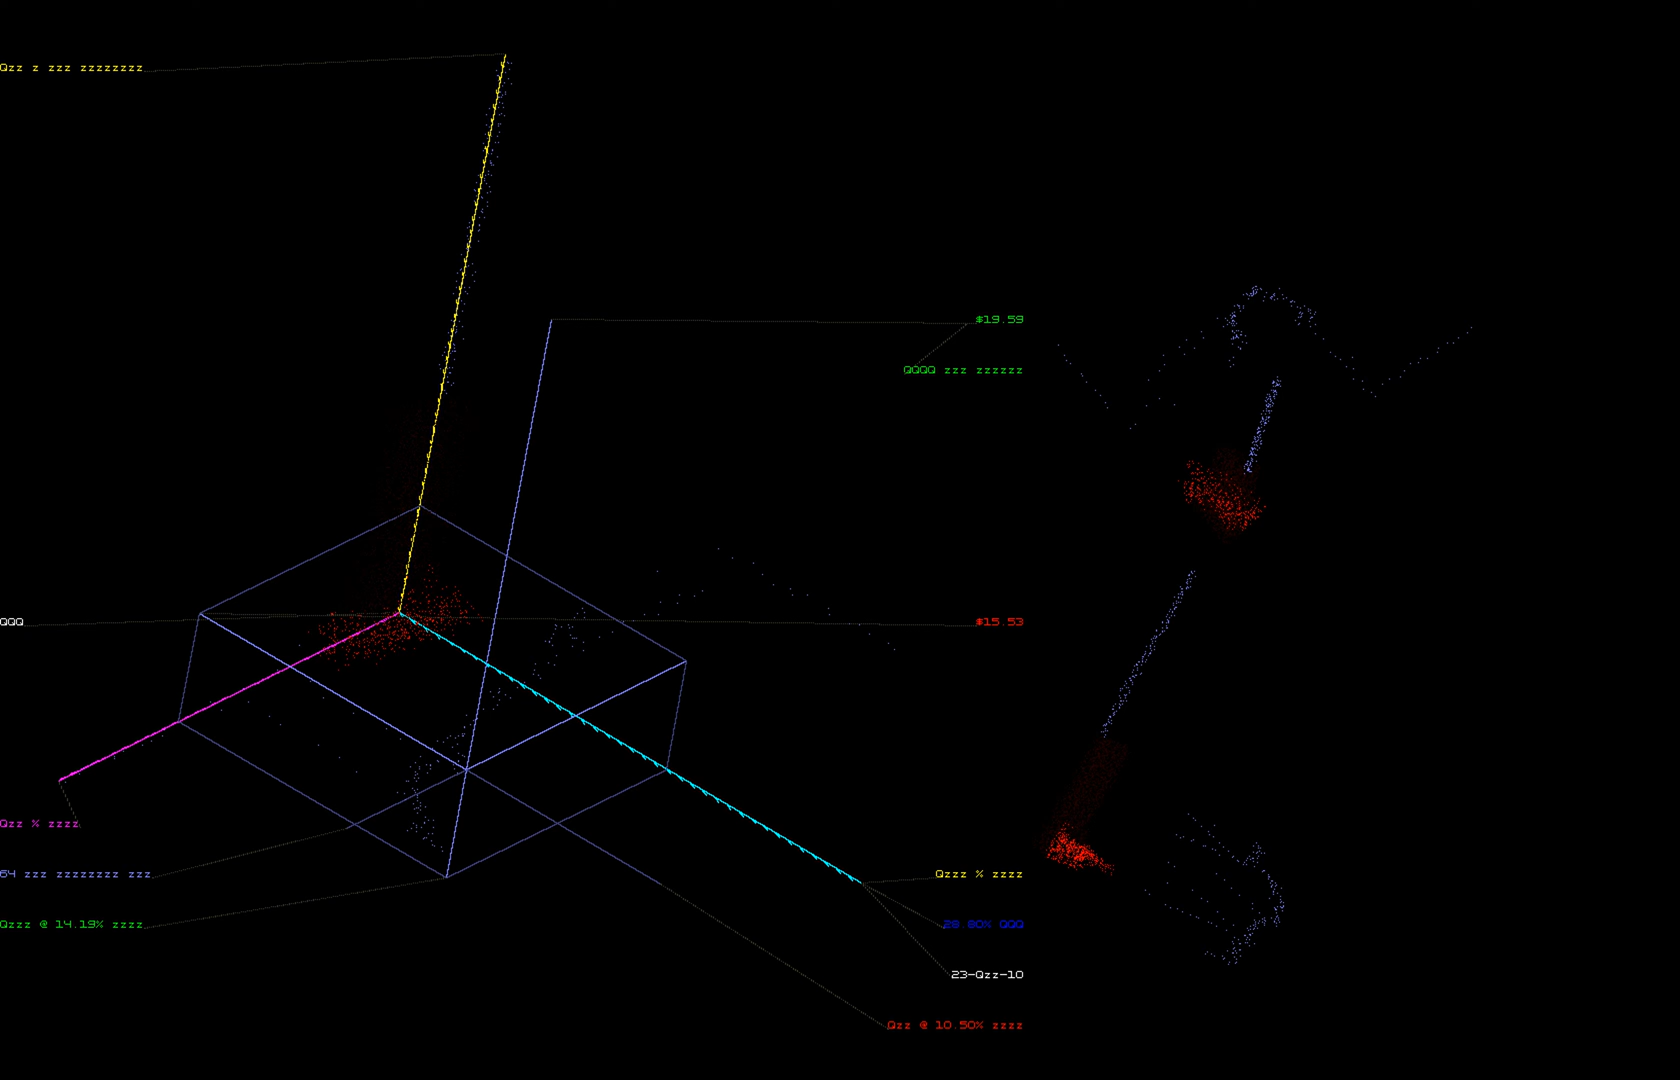 Qzz z zzz zzzzzzzz
$19.59
QQQQ zzz zzzzzz
QQQ
$15.53
Qzz % zzzz
64 zzz zzzzzzzz zzz
Qzzz % zzzz
Qzzz @ 14.19% zzzz
28.80% QQQ
23-Qzz-10
Qzz @ 10.50% zzzz